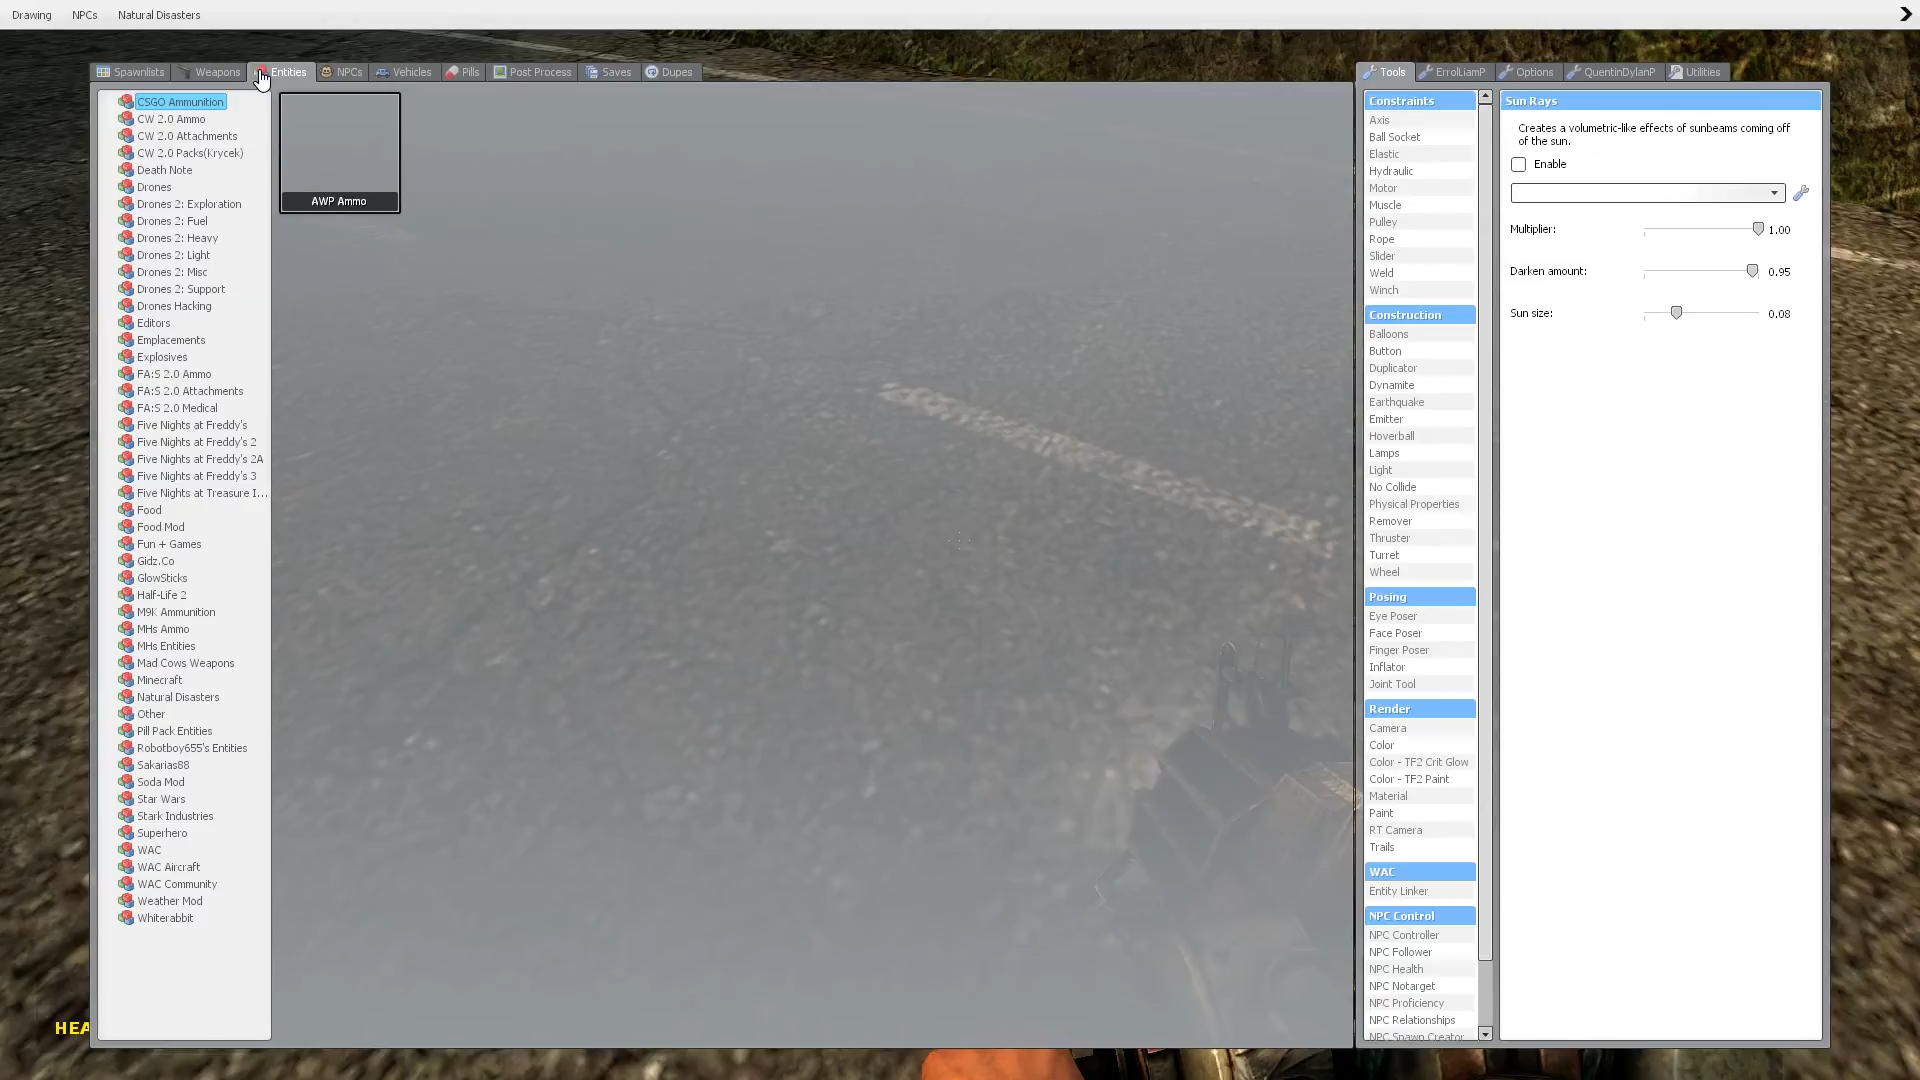 Drawing NPCs Natural Disasters
Spawnlists Weapons Entities NPCs Vehicles Pills Post Process Saves Dupes
CSGO Ammunition
CW 2.0 Ammo
CW 2.0 Attachments
CW 2.0 Packs(Krycek)
Death Note
Drones
Drones 2: Exploration
Drones 2: Fuel
Drones 2: Heavy
Drones 2: Light
Drones 2: Misc
Drones 2: Support
Drones Hacking
Editors
Emplacements
Explosives
FA:S 2.0 Ammo
FA:S 2.0 Attachments
FA:S 2.0 Medical
Five Nights at Freddy's
Five Nights at Freddy's 2
Five Nights at Freddy's 2A
Five Nights at Freddy's 3
Five Nights at Treasure I...
Food
Food Mod
Fun + Games
Gidz.Co
GlowSticks
Half-Life 2
M9K Ammunition
MHs Ammo
MHs Entities
Mad Cows Weapons
Minecraft
Natural Disasters
Other
Pill Pack Entities
Robotboy655's Entities
Sakarias88
Soda Mod
Star Wars
Stark Industries
Superhero
WAC
WAC Aircraft
WAC Community
Weather Mod
Whiterabbit
AWP Ammo
HEA
Tools ErrolLiamP Options QuentinDylanP Utilities
Constraints
Axis
Ball Socket
Elastic
Hydraulic
Motor
Muscle
Pulley
Rope
Slider
Weld
Winch
Construction
Balloons
Button
Duplicator
Dynamite
Earthquake
Emitter
Hoverball
Lamps
Light
No Collide
Physical Properties
Remover
Thruster
Turret
Wheel
Posing
Eye Poser
Face Poser
Finger Poser
Inflator
Joint Tool
Render
Camera
Color
Color - TF2 Crit Glow
Color - TF2 Paint
Material
Paint
RT Camera
Trails
WAC
Entity Linker
NPC Control
NPC Controller
NPC Follower
NPC Health
NPC Notarget
NPC Proficiency
NPC Relationships
NPC Spawn Creator
Sun Rays
Creates a volumetric-like effects of sunbeams coming off
of the sun.
Enable
Multiplier: 1.00
Darken amount: 0.95
Sun size: 0.08